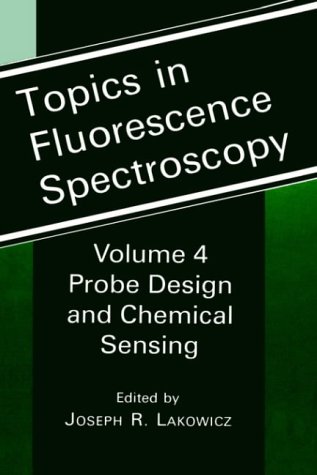 Topics in
Fluorescence
Spectroscopy
Volume 4
Probe Design
and Chemical
Sensing
Edited by
JOSEPH R. LAKOWICZ